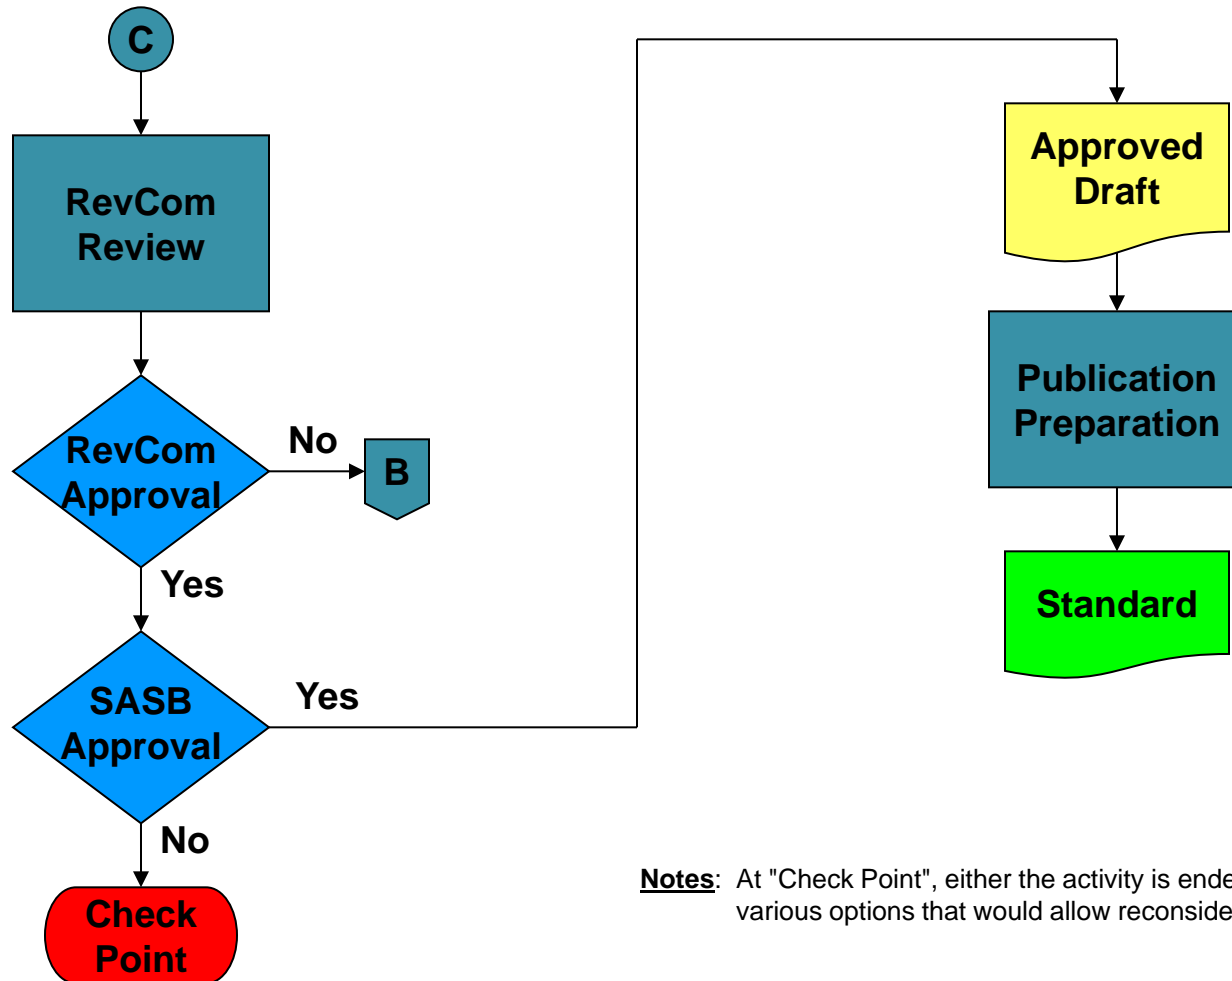 C
RevCom
Review
RevCom
Approval
No
B
Yes
SASB
Approval
Yes
No
Check
Point
Approved
Draft
Publication
Preparation
Standard
Notes: At "Check Point", either the activity is ende
various options that would allow reconside